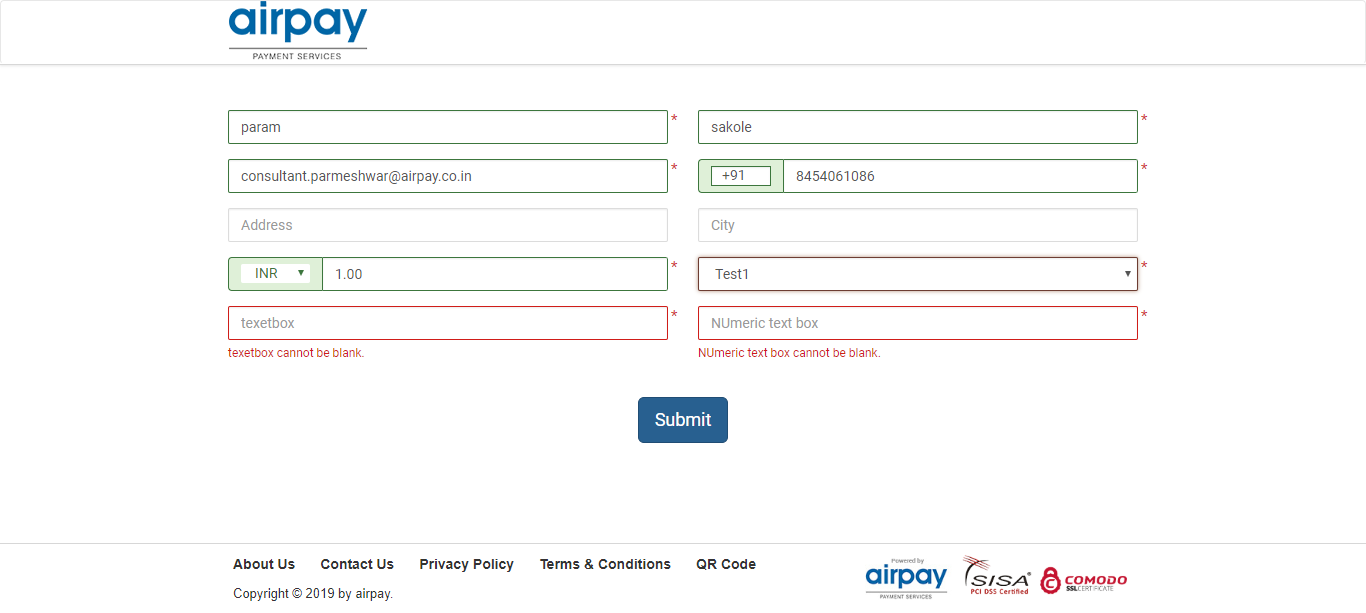 airpay
PAYMENT SERVICES
param * sakole *
consultant.parmeshwar@airpay.co.in * +91 8454061086 *
Address City
INR ▼ 1.00 * Test1 ▼ *
texetbox * NUmeric text box *
texetbox cannot be blank. NUmeric text box cannot be blank.
Submit
About Us Contact Us Privacy Policy Terms & Conditions QR Code
Copyright © 2019 by airpay.
Powered by
airpay
PAYMENT SERVICES
SISA
PCI DSS Certified
COMODO
SSL CERTIFICATE